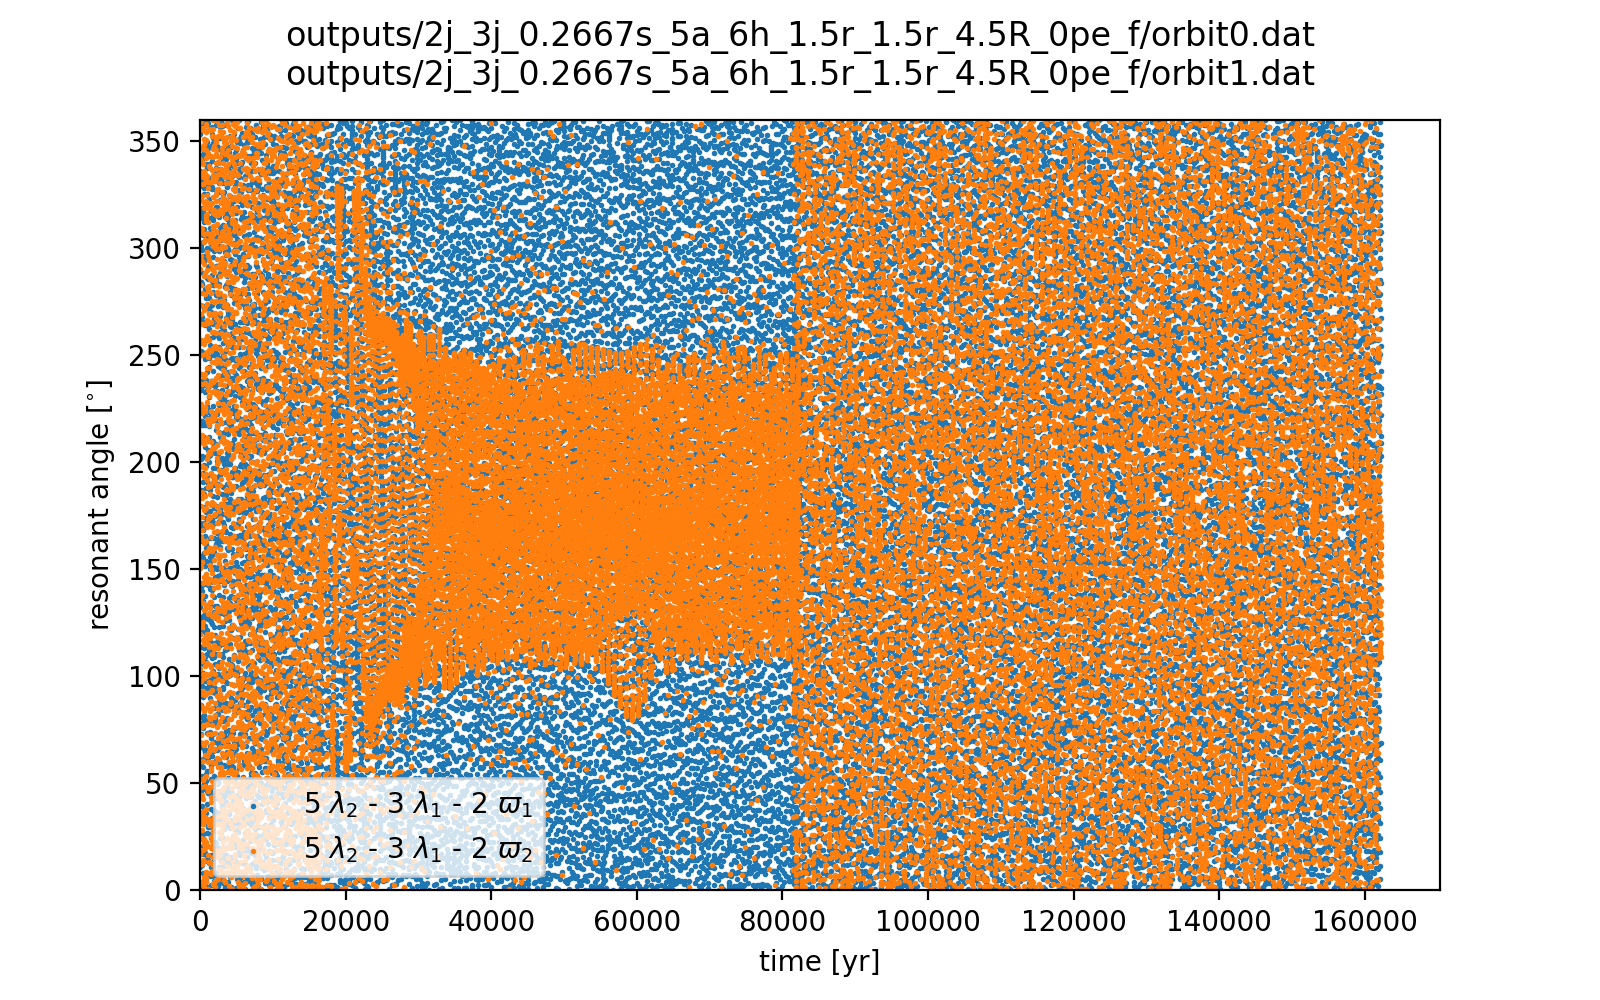 outputs/2j_3j_0.2667s_5a_6h_1.5r_1.5r_4.5R_0pe_f/orbit0.dat
outputs/2j_3j_0.2667s_5a_6h_1.5r_1.5r_4.5R_0pe_f/orbit1.dat
350
300
250
200
150
100
50
0
resonant angle [°]
5 λ₂ - 3 λ₁ - 2 ϖ₁
5 λ₂ - 3 λ₁ - 2 ϖ₂
0 20000 40000 60000 80000 100000 120000 140000 160000
time [yr]